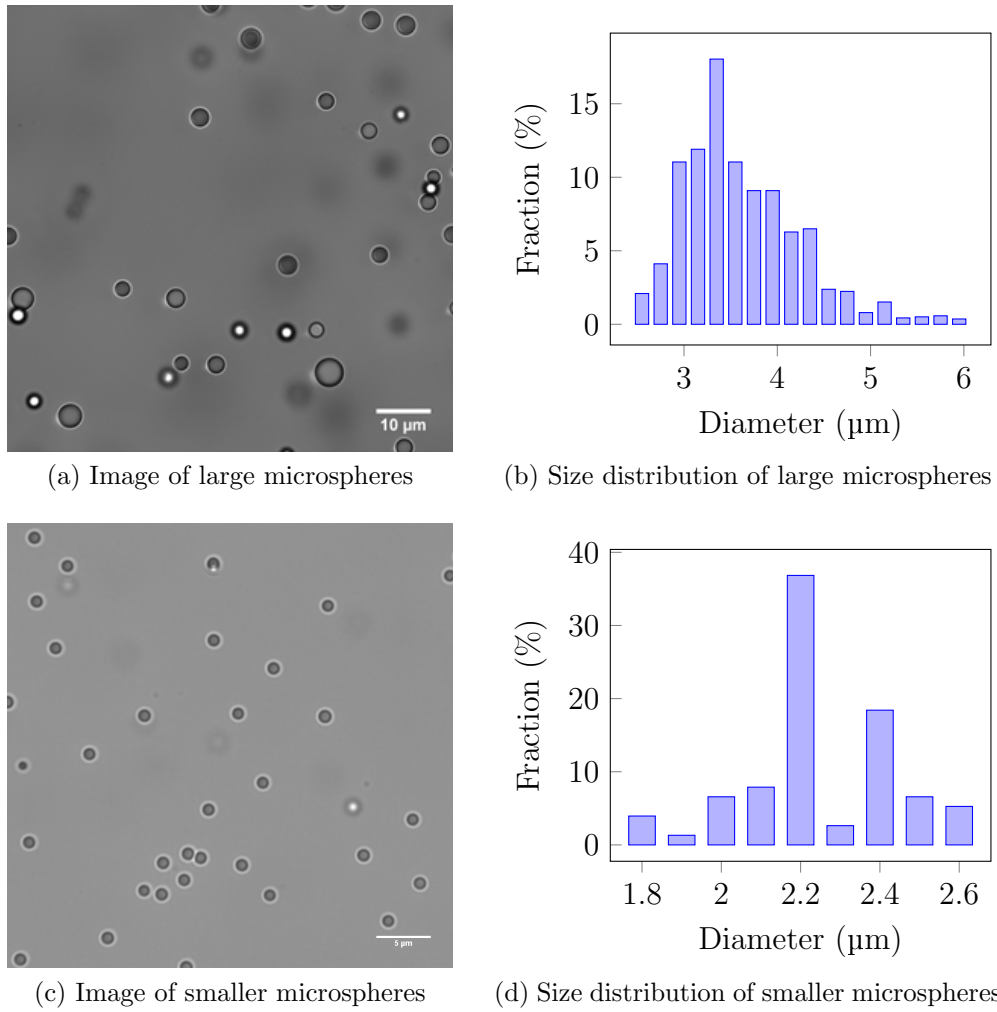 10 µm
(a) Image of large microspheres
Fraction (%)
15
10
5
0
3 4 5 6
Diameter (µm)
(b) Size distribution of large microspheres
5 µm
(c) Image of smaller microspheres
Fraction (%)
40
30
20
10
0
1.8 2 2.2 2.4 2.6
Diameter (µm)
(d) Size distribution of smaller microspheres